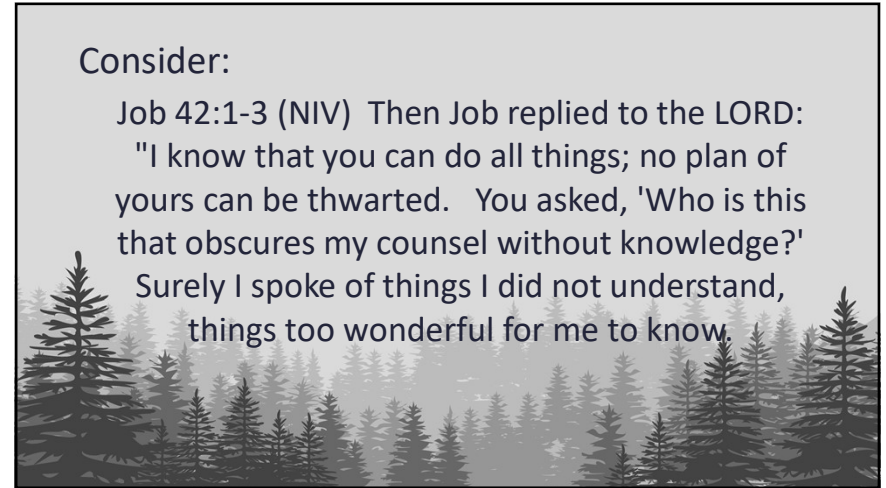 Consider:
Job 42:1-3 (NIV)  Then Job replied to the LORD:
"I know that you can do all things; no plan of
yours can be thwarted.   You asked, 'Who is this
that obscures my counsel without knowledge?'
Surely I spoke of things I did not understand,
things too wonderful for me to know.